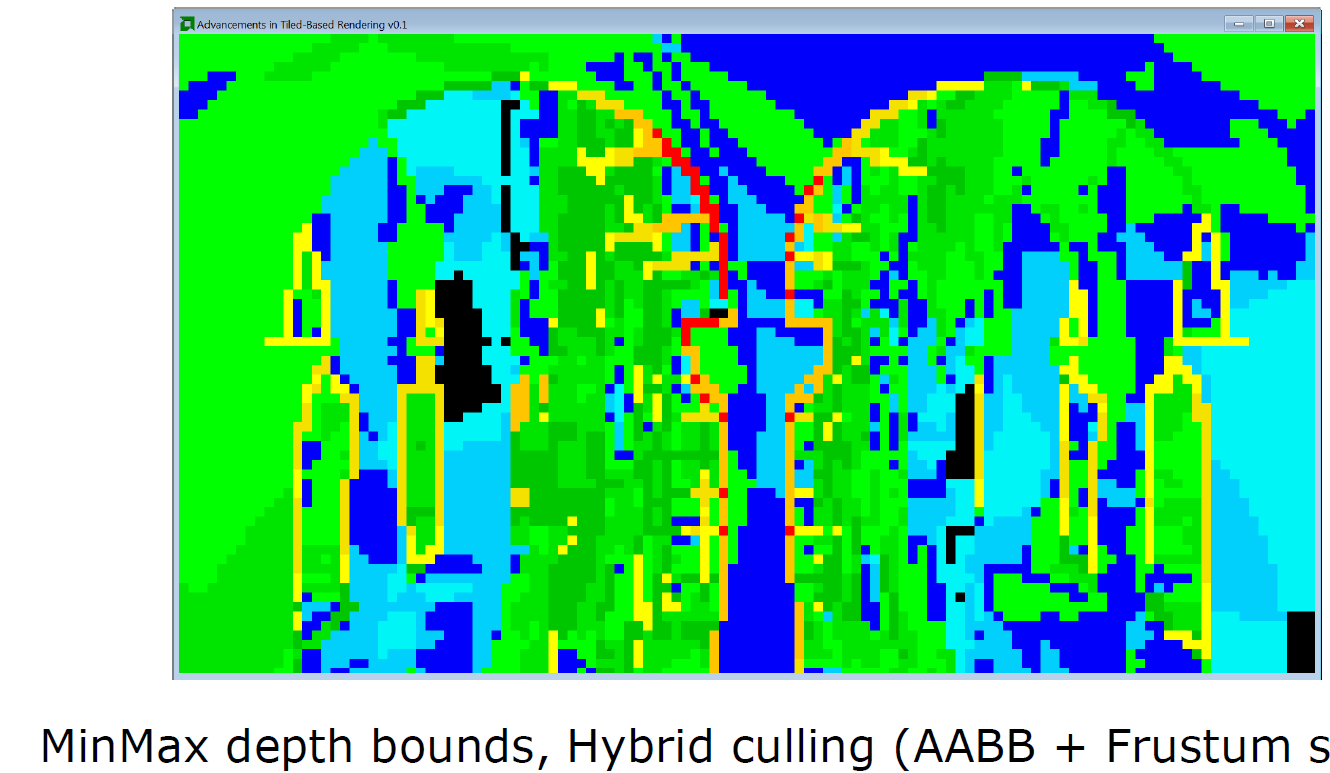 Advancements in Tiled-Based Rendering v0.1
MinMax depth bounds, Hybrid culling (AABB + Frustum s